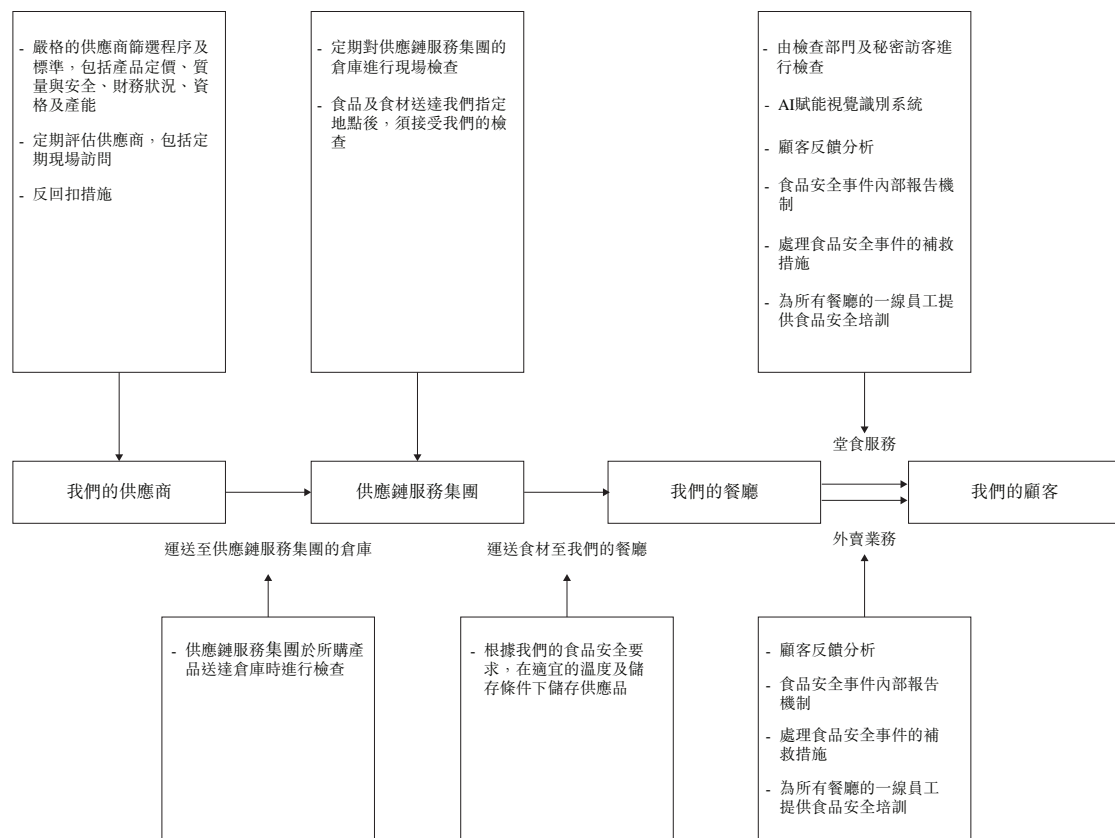 - 嚴格的供應商篩選程序及
標準，包括產品定價、質
量與安全、財務狀況、資
格及產能
- 定期評估供應商，包括定
期現場訪問
- 反回扣措施
- 定期對供應鏈服務集團的
倉庫進行現場檢查
- 食品及食材送達我們指定
地點後，須接受我們的檢
查
- 由檢查部門及秘密訪客進
行檢查
- AI賦能視覺識別系統
- 顧客反饋分析
- 食品安全事件內部報告機
制
- 處理食品安全事件的補救
措施
- 為所有餐廳的一線員工提
供食品安全培訓
堂食服務
我們的供應商
供應鏈服務集團
我們的餐廳
我們的顧客
運送至供應鏈服務集團的倉庫
運送食材至我們的餐廳
外賣業務
- 供應鏈服務集團於所購產
品送達倉庫時進行檢查
- 根據我們的食品安全要
求，在適宜的溫度及儲
存條件下儲存供應品
- 顧客反饋分析
- 食品安全事件內部報告
機制
- 處理食品安全事件的補
救措施
- 為所有餐廳的一線員工
提供食品安全培訓